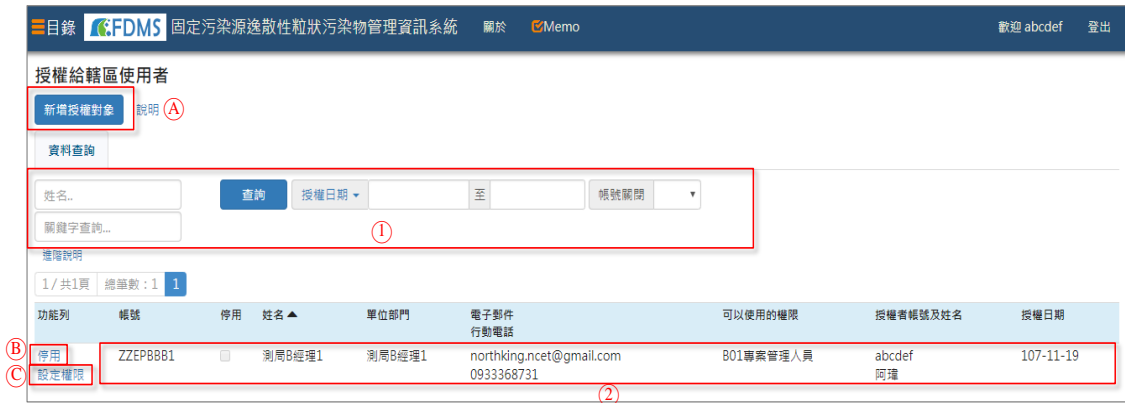 目錄 FDMS 固定污染源逸散性粒狀污染物管理資訊系統 關於 Memo 歡迎 abcdef 登出
授權給轄區使用者
新增授權對象 說明 Ⓐ
資料查詢
姓名.. 查詢 授權日期 至 帳號關閉
關鍵字查詢...
①
進階說明
1/共1頁 總筆數:1 1
功能列 帳號 停用 姓名▲ 單位部門 電子郵件 可以使用的權限 授權者帳號及姓名 授權日期
行動電話
Ⓑ 停用 ZZEPBBB1 測局B經理1 測局B經理1 northking.ncet@gmail.com B01專案管理人員 abcdef 107-11-19
Ⓒ 設定權限 0933368731 阿瑋
②